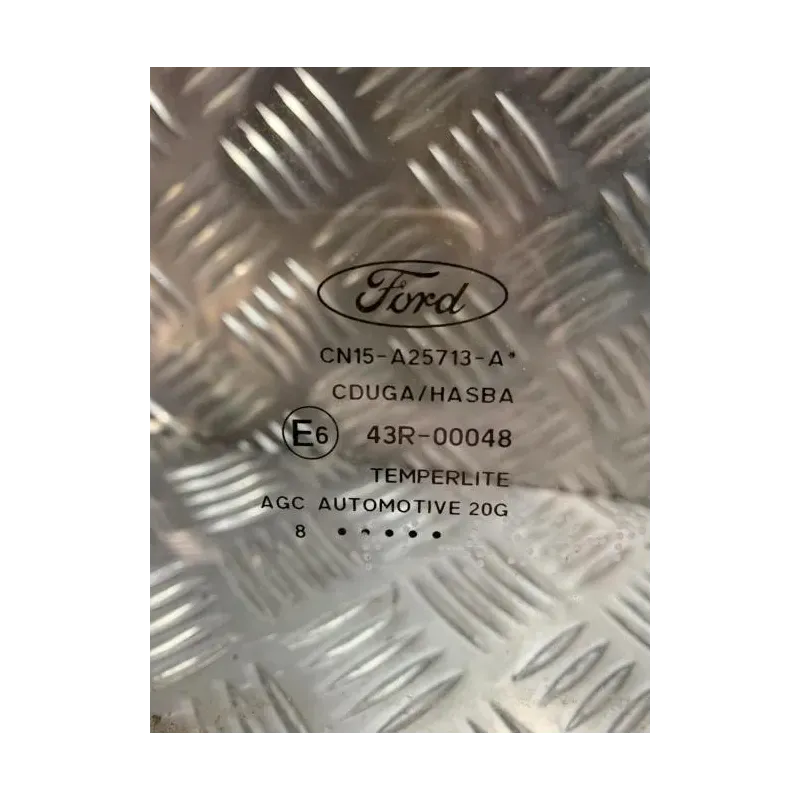 Ford
CN15-A25713-A*
CDUGA/HASBA
E6 43R-00048
TEMPERLITE
AGC AUTOMOTIVE 20G
8 •••••